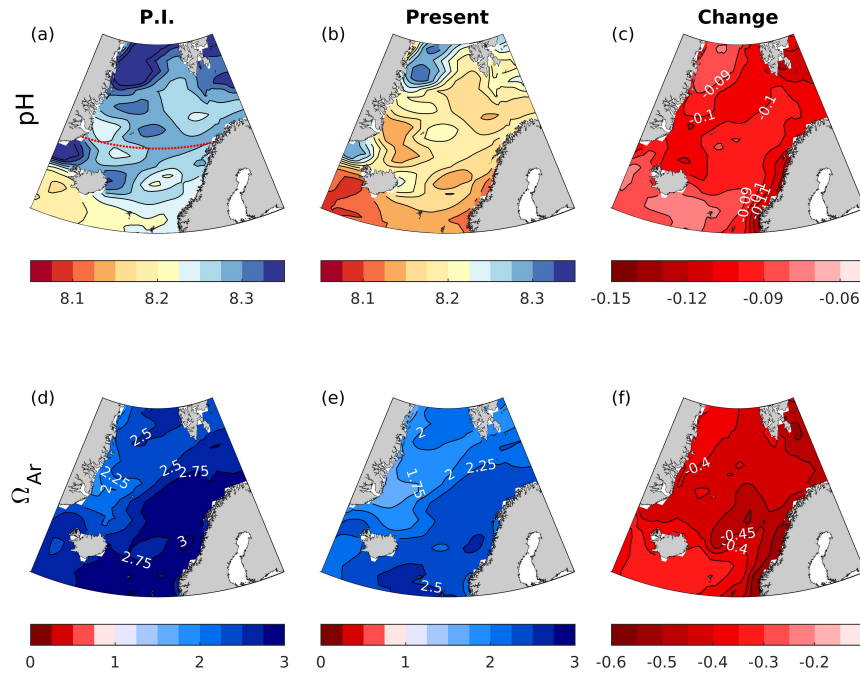 P.I. Present Change
(a) (b) (c)
pH
-0.09
-0.1
-0.1
-0.09
-0.1
-0.11
8.1 8.2 8.3
8.1 8.2 8.3
-0.15 -0.12 -0.09 -0.06
(d) (e) (f)
Ω_Ar
2.5
2.25
2
2.5
2.75
2.75
3
2
1.75
2
2.25
2.5
-0.4
-0.45
-0.4
0 1 2 3
0 1 2 3
-0.6 -0.5 -0.4 -0.3 -0.2